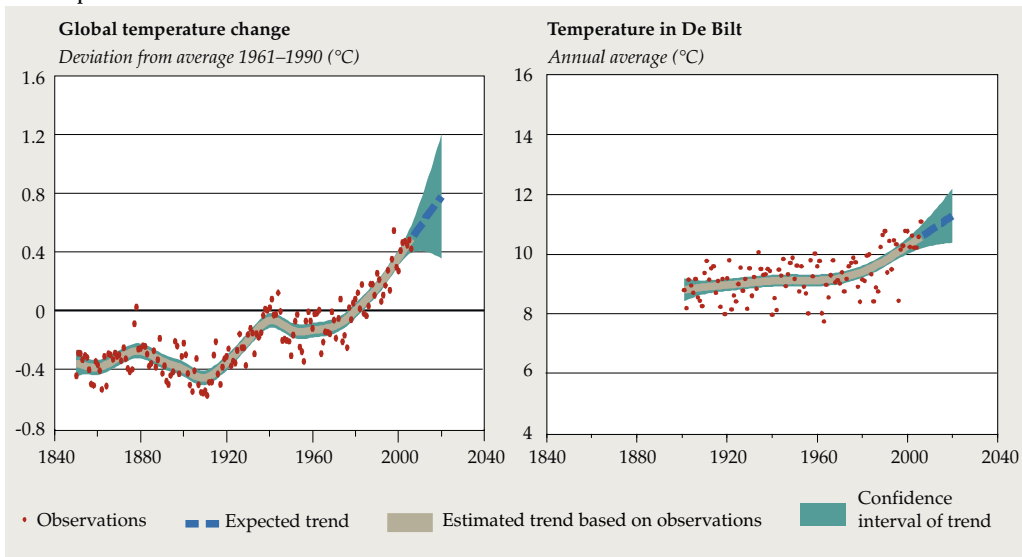 Global temperature change
Deviation from average 1961–1990 (°C)
1.6
1.2
0.8
0.4
0
-0.4
-0.8
1840 1880 1920 1960 2000 2040
Temperature in De Bilt
Annual average (°C)
16
14
12
10
8
6
4
1840 1880 1920 1960 2000 2040
Observations
Expected trend
Estimated trend based on observations
Confidence
interval of trend